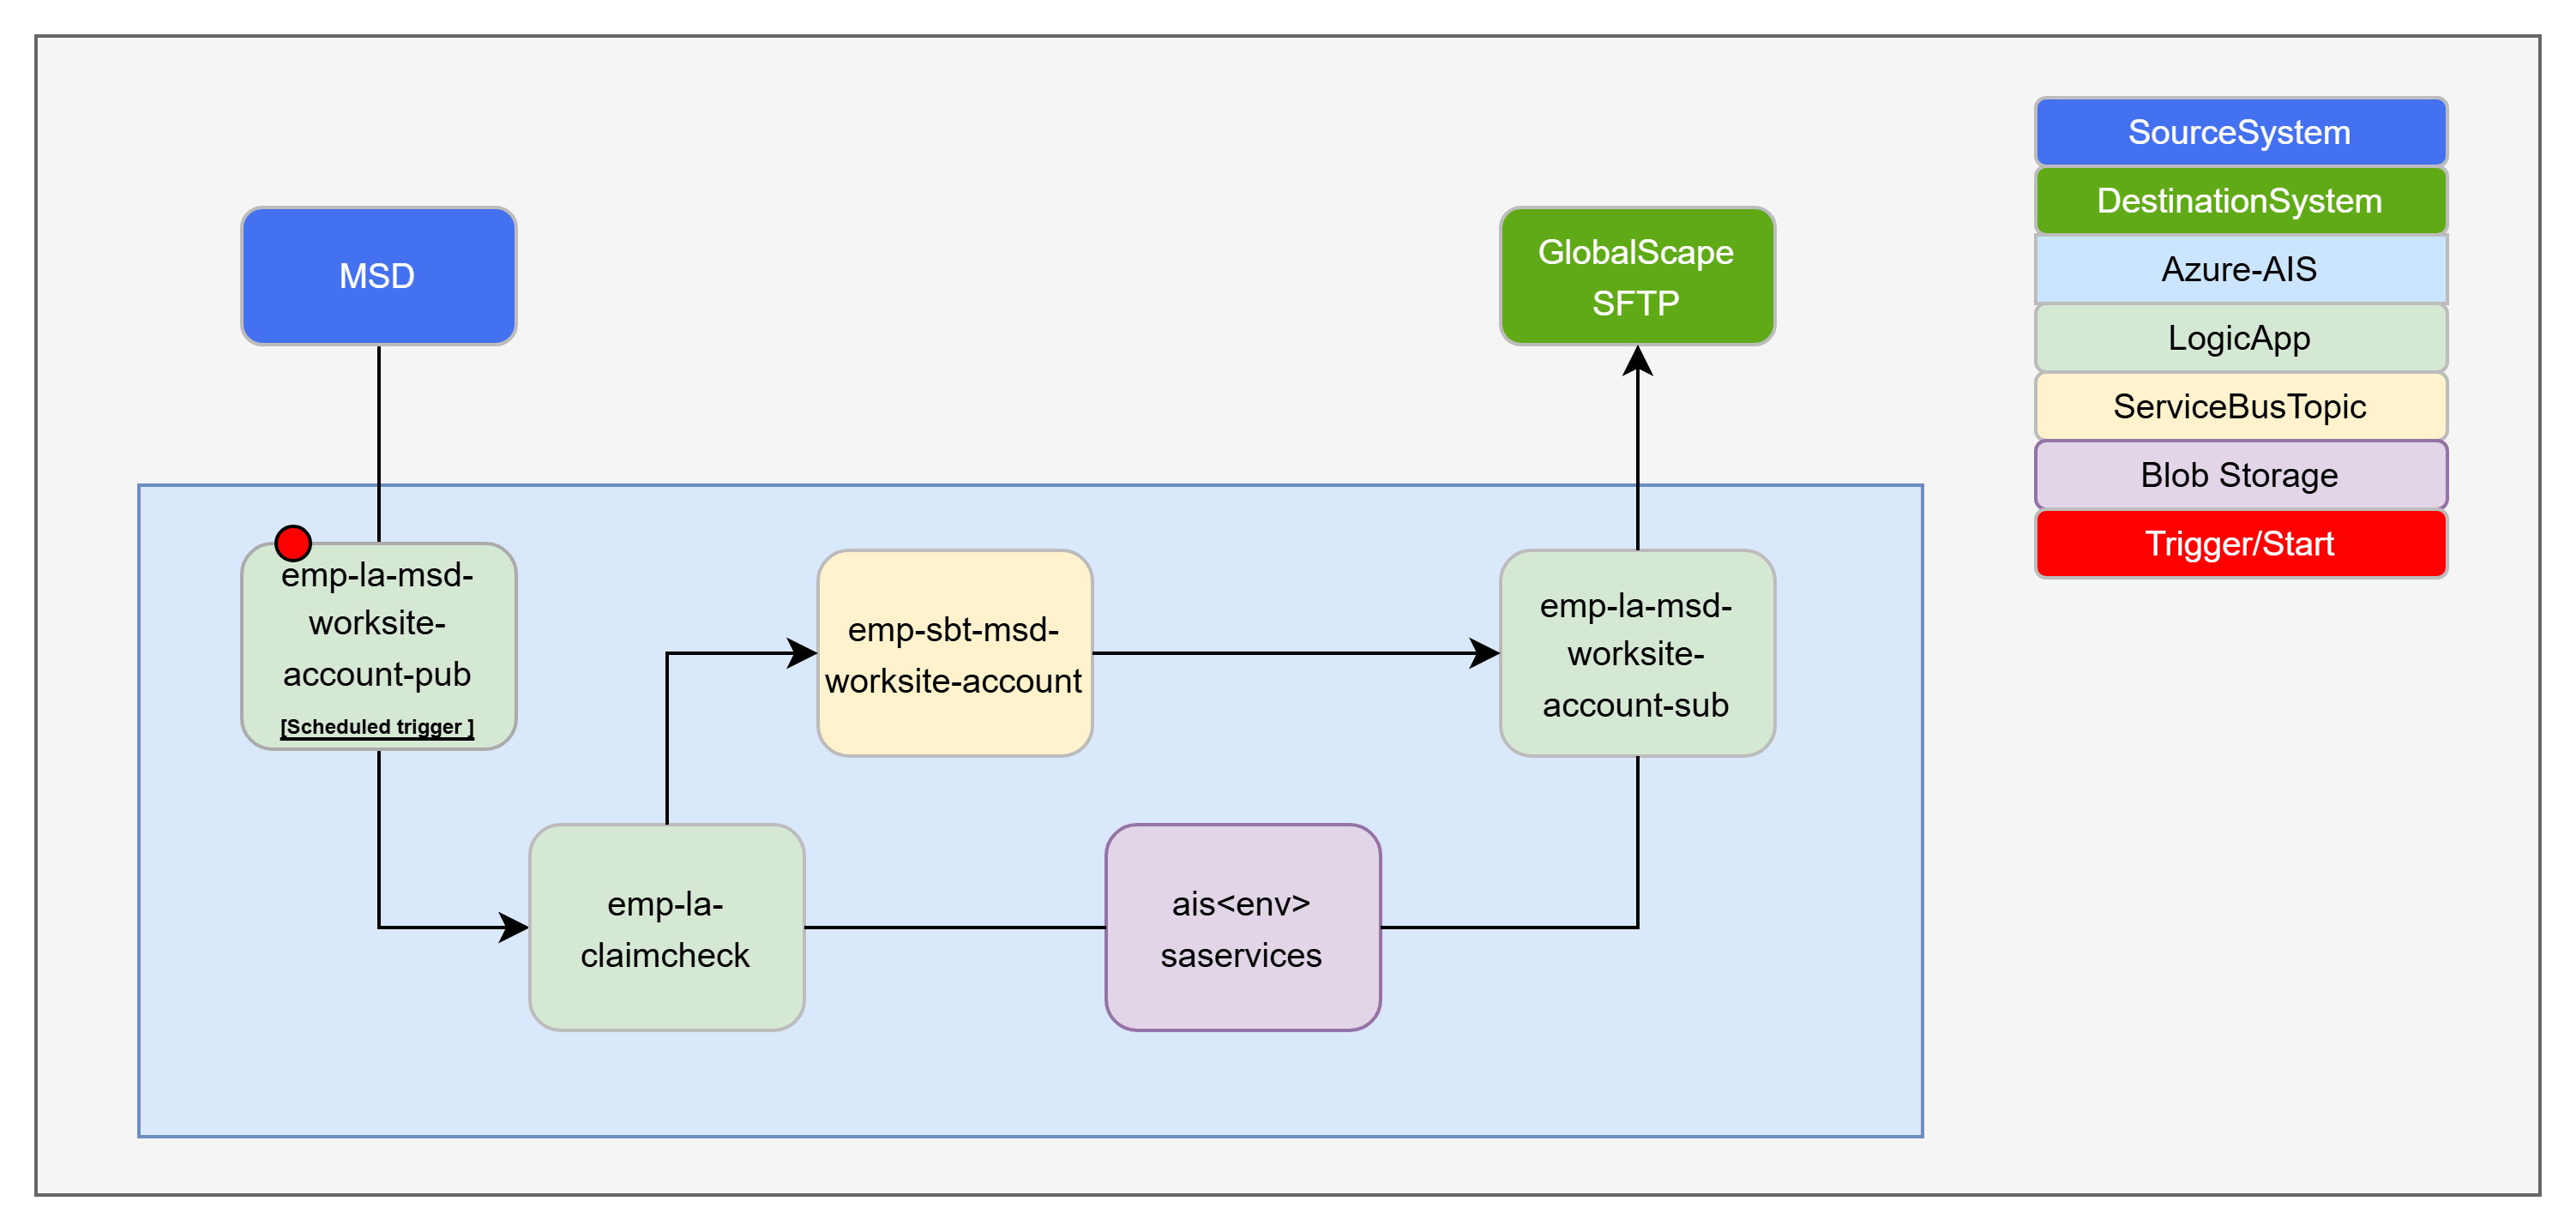 MSD
GlobalScape
SFTP
SourceSystem
DestinationSystem
Azure-AIS
LogicApp
ServiceBusTopic
Blob Storage
Trigger/Start
emp-la-msd-
worksite-
account-pub
[Scheduled trigger ]
emp-sbt-msd-
worksite-account
emp-la-msd-
worksite-
account-sub
emp-la-
claimcheck
ais<env>
saservices